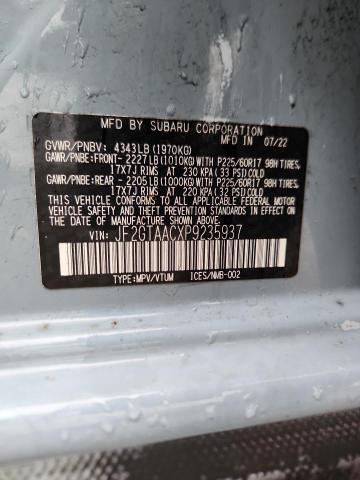 MFD BY SUBARU CORPORATION
MFD IN 07/22
GVWR/PNBV: 4343LB (1970KG)
GAWR/PNBE:FRONT- 2227LB (1010KG) WITH P225/60R17 98H TIRES,
17X7J RIMS AT 230 KPA (33 PSI) COLD
GAWR/PNBE:REAR - 2205LB (1000KG) WITH P225/60R17 98H TIRES,
17X7J RIMS AT 220 KPA (32 PSI) COLD
THIS VEHICLE CONFORMS TO ALL APPLICABLE FEDERAL MOTOR
VEHICLE SAFETY AND THEFT PREVENTION STANDARDS IN EFFECT ON
THE DATE OF MANUFACTURE SHOWN ABOVE.
VIN: JF2GTAACXP9235937
TYPE:MPV/VTUM ICES/NMB-002